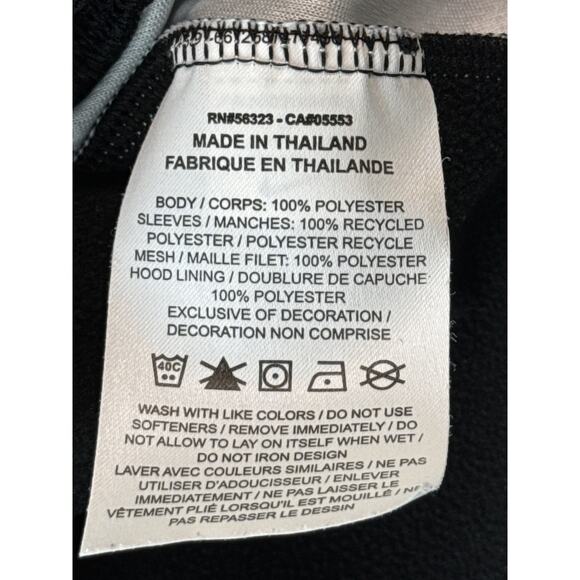 RN#56323 - CA#05553
MADE IN THAILAND
FABRIQUE EN THAILANDE
BODY / CORPS: 100% POLYESTER
SLEEVES / MANCHES: 100% RECYCLED
POLYESTER / POLYESTER RECYCLE
MESH / MAILLE FILET: 100% POLYESTER
HOOD LINING / DOUBLURE DE CAPUCHE
100% POLYESTER
EXCLUSIVE OF DECORATION /
DECORATION NON COMPRISE
40C
WASH WITH LIKE COLORS / DO NOT USE
SOFTENERS / REMOVE IMMEDIATELY / DO
NOT ALLOW TO LAY ON ITSELF WHEN WET /
DO NOT IRON DESIGN
LAVER AVEC COULEURS SIMILAIRES / NE PAS
UTILISER D'ADOUCISSEUR / ENLEVER
IMMEDIATEMENT / NE PAS LAISSER LE
VÊTEMENT PLIÉ LORSQU'IL EST MOUILLÉ / NE
PAS REPASSER LE DESSIN